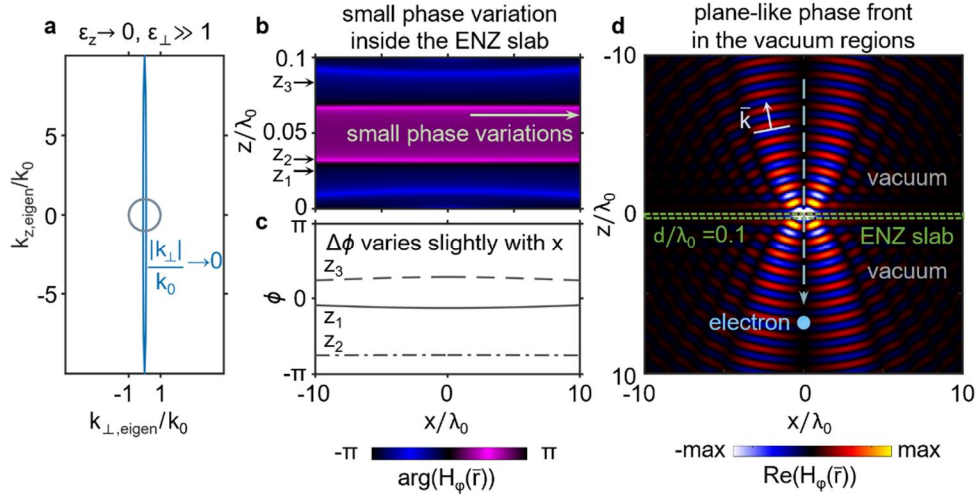 a
ε_z→0, ε_⊥≫1
5
0
-5
k_z,eigen/k_0
|k_⊥|
k_0
→0
-1 1
k_⊥,eigen/k_0
b
small phase variation
inside the ENZ slab
0.1
z_3
z/λ_0
0.05
small phase variations
z_2
z_1
0
c
Δϕ varies slightly with x
π
z_3
ϕ
0
z_1
z_2
-π
-10 0 10
x/λ_0
-π π
arg(H_φ(r̄))
d
plane-like phase front
in the vacuum regions
-10
k̄
vacuum
z/λ_0
0
d/λ_0 =0.1
ENZ slab
vacuum
electron
10
-10 0 10
x/λ_0
-max max
Re(H_φ(r̄))